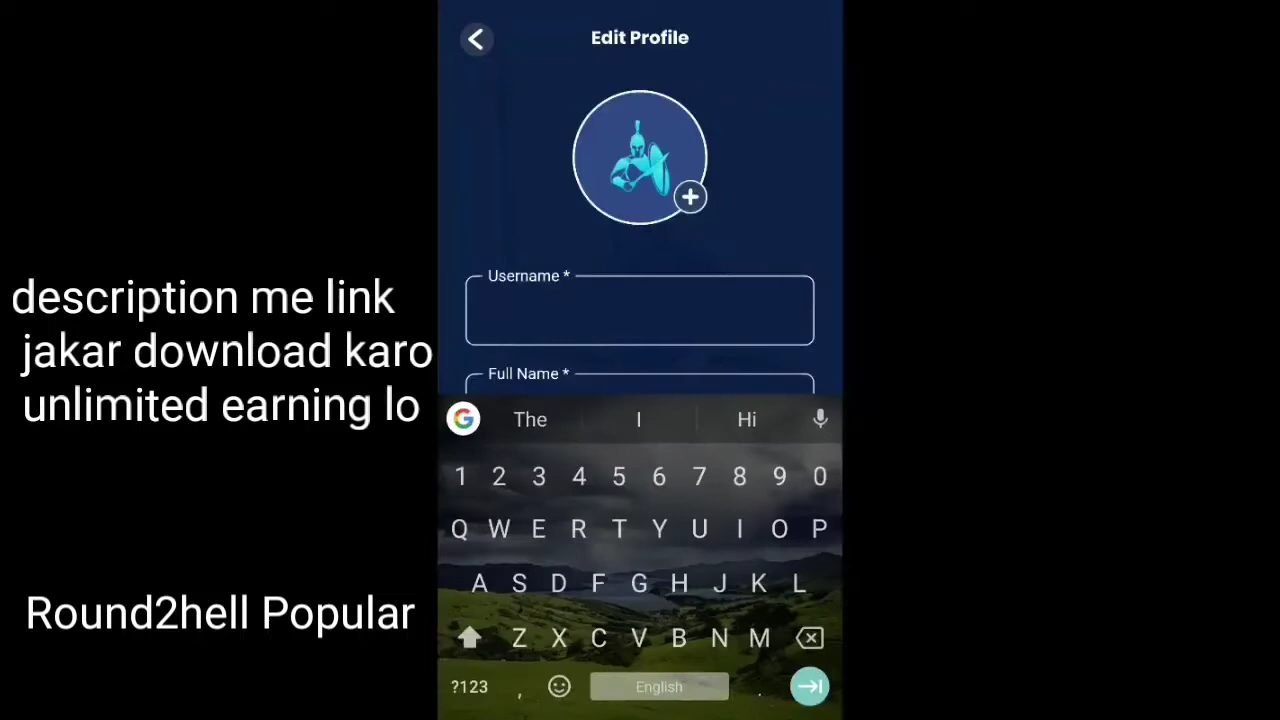 Edit Profile
Username *
Full Name *
description me link
jakar download karo
unlimited earning lo
Round2hell Popular
G The I Hi
1 2 3 4 5 6 7 8 9 0
Q W E R T Y U I O P
A S D F G H J K L
Z X C V B N M
?123 , English .